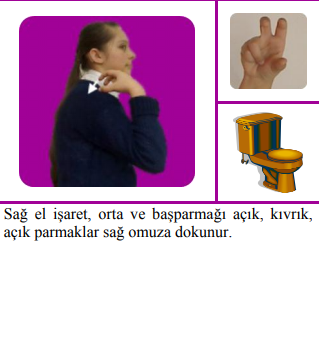 Sağ el işaret, orta ve başparmağı açık, kıvrık,
açık parmaklar sağ omuza dokunur.